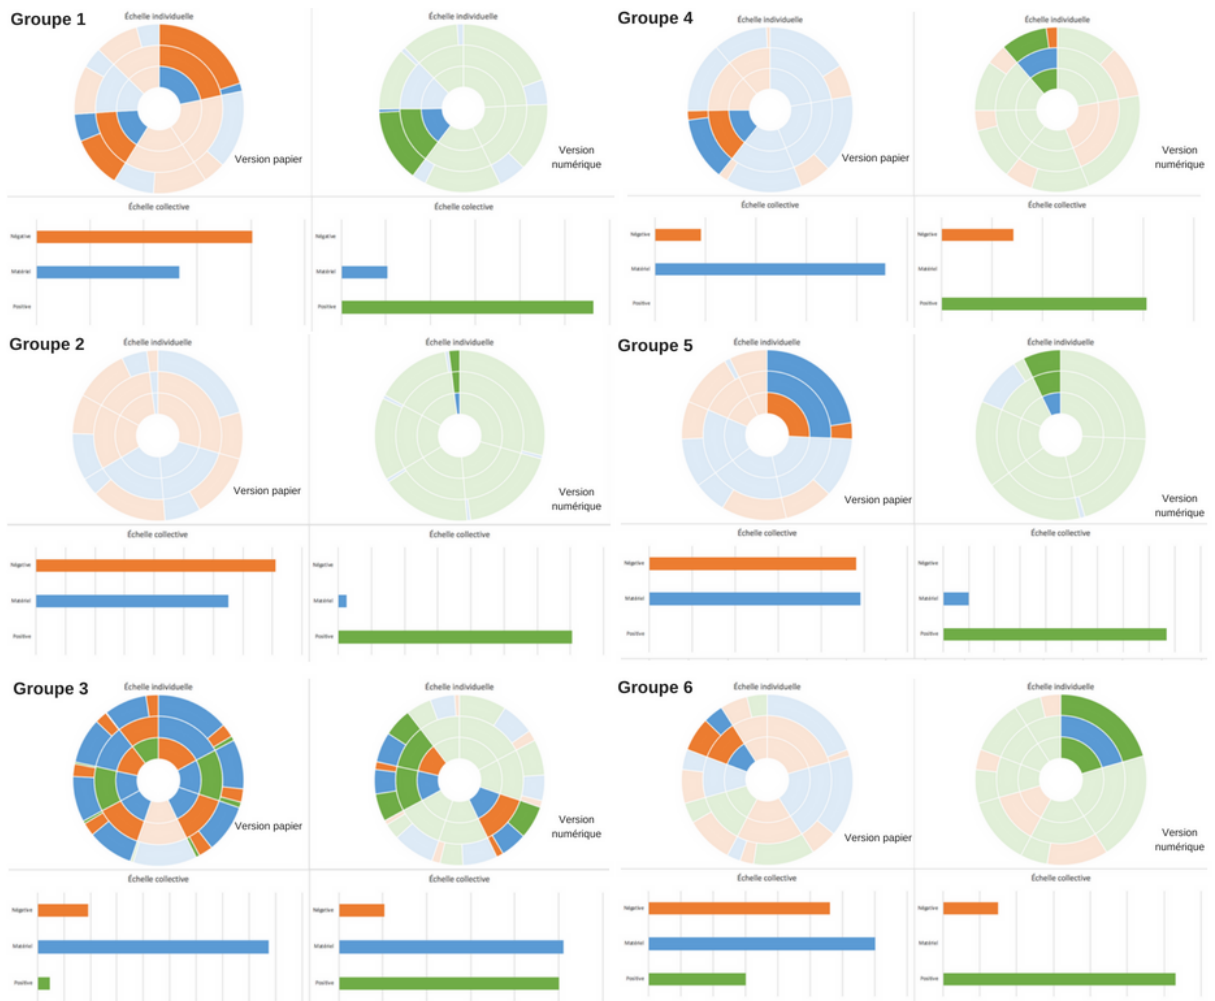 Groupe 1
Échelle individuelle
Version papier
Échelle individuelle
Version
numérique
Échelle collective
Négative
Matériel
Positive
Échelle colective
Négative
Matériel
Positive
Groupe 4
Échelle individuelle
Version papier
Échelle individuelle
Version
numérique
Échelle collective
Négative
Matériel
Positive
Échelle collective
Négative
Matériel
Positive
Groupe 2
Échelle individuelle
Version papier
Échelle individuelle
Version
numérique
Échelle collective
Négative
Matériel
Positive
Échelle collective
Négative
Matériel
Positive
Groupe 5
Échelle individuelle
Version papier
Échelle individuelle
Version
numérique
Échelle collective
Négative
Matériel
Positive
Échelle collective
Négative
Matériel
Positive
Groupe 3
Échelle individuelle
Version papier
Échelle individuelle
Version
numérique
Échelle collective
Négative
Matériel
Positive
Échelle collective
Négative
Matériel
Positive
Groupe 6
Échelle individuelle
Version papier
Échelle individuelle
Version
numérique
Échelle collective
Négative
Matériel
Positive
Échelle collective
Négative
Matériel
Positive